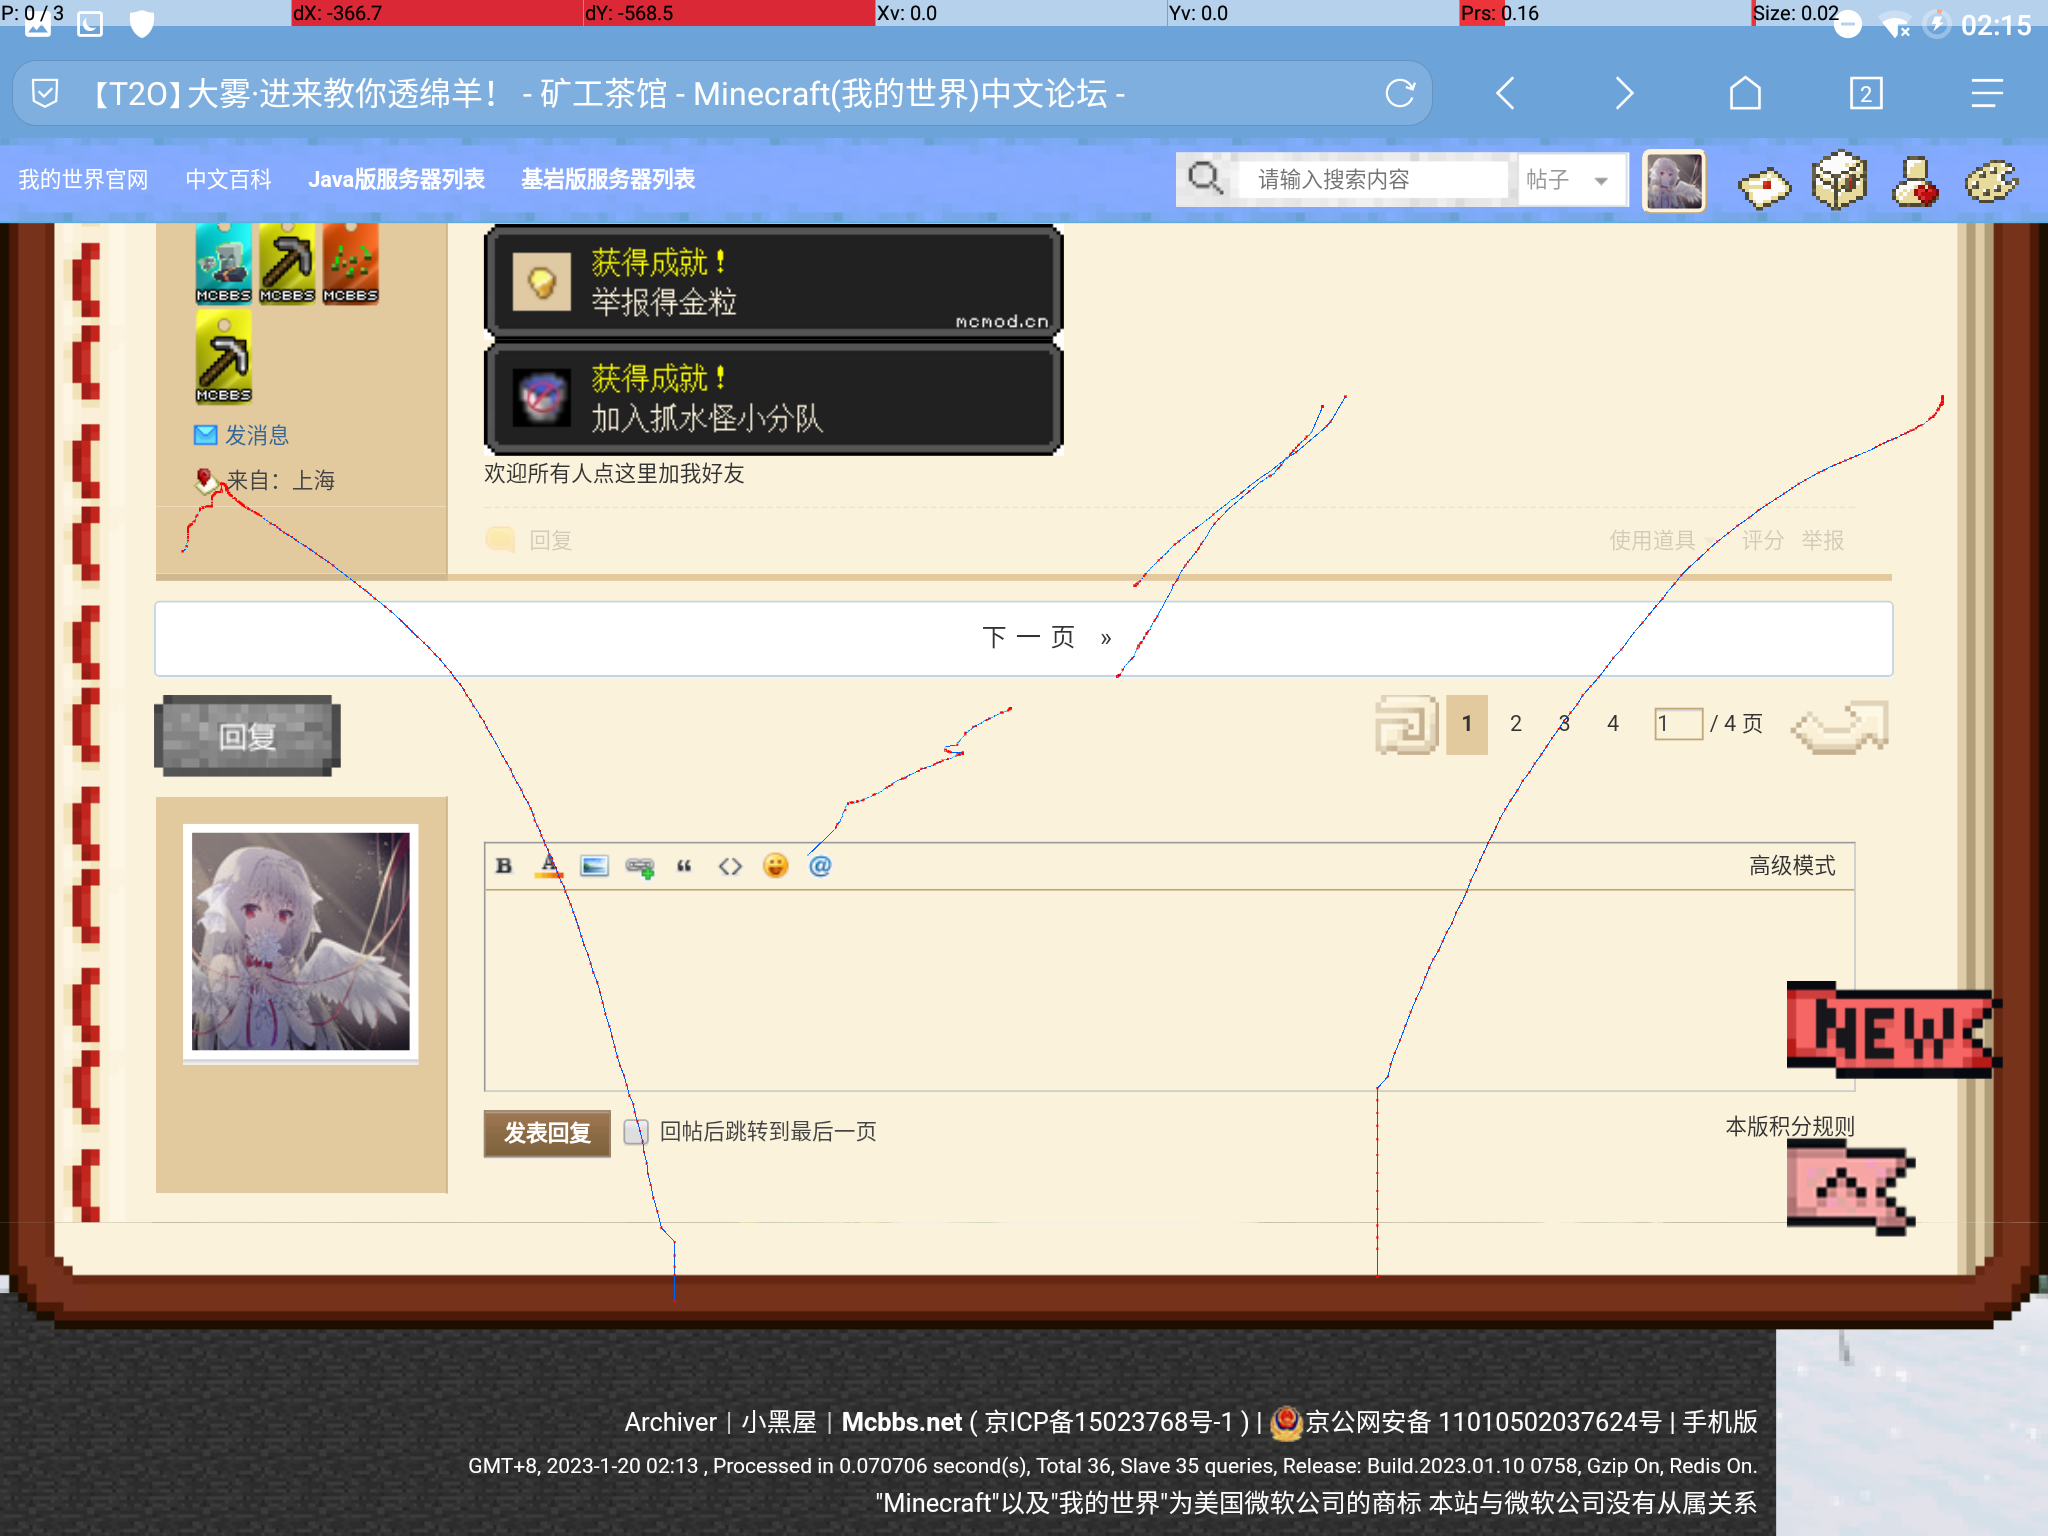 P: 0 / 3 dX: -366.7 dY: -568.5 Xv: 0.0 Yv: 0.0 Prs: 0.16 Size: 0.02
02:15
【T2O】大雾·进来教你透绵羊！ - 矿工茶馆 - Minecraft(我的世界)中文论坛 -
2
我的世界官网 中文百科 Java版服务器列表 基岩版服务器列表 请输入搜索内容 帖子
MCBBS MCBBS MCBBS
MCBBS
获得成就！
举报得金粒
mcmod.cn
获得成就！
加入抓水怪小分队
发消息
来自：上海
欢迎所有人点这里加我好友
回复 使用道具 评分 举报
下一页 »
回复
1 2 3 4 1 / 4 页
B A “ <> @ 高级模式
NEW
发表回复 回帖后跳转到最后一页 本版积分规则
Archiver | 小黑屋 | Mcbbs.net ( 京ICP备15023768号-1 ) | 京公网安备 11010502037624号 | 手机版
GMT+8, 2023-1-20 02:13 , Processed in 0.070706 second(s), Total 36, Slave 35 queries, Release: Build.2023.01.10 0758, Gzip On, Redis On.
"Minecraft"以及"我的世界"为美国微软公司的商标 本站与微软公司没有从属关系